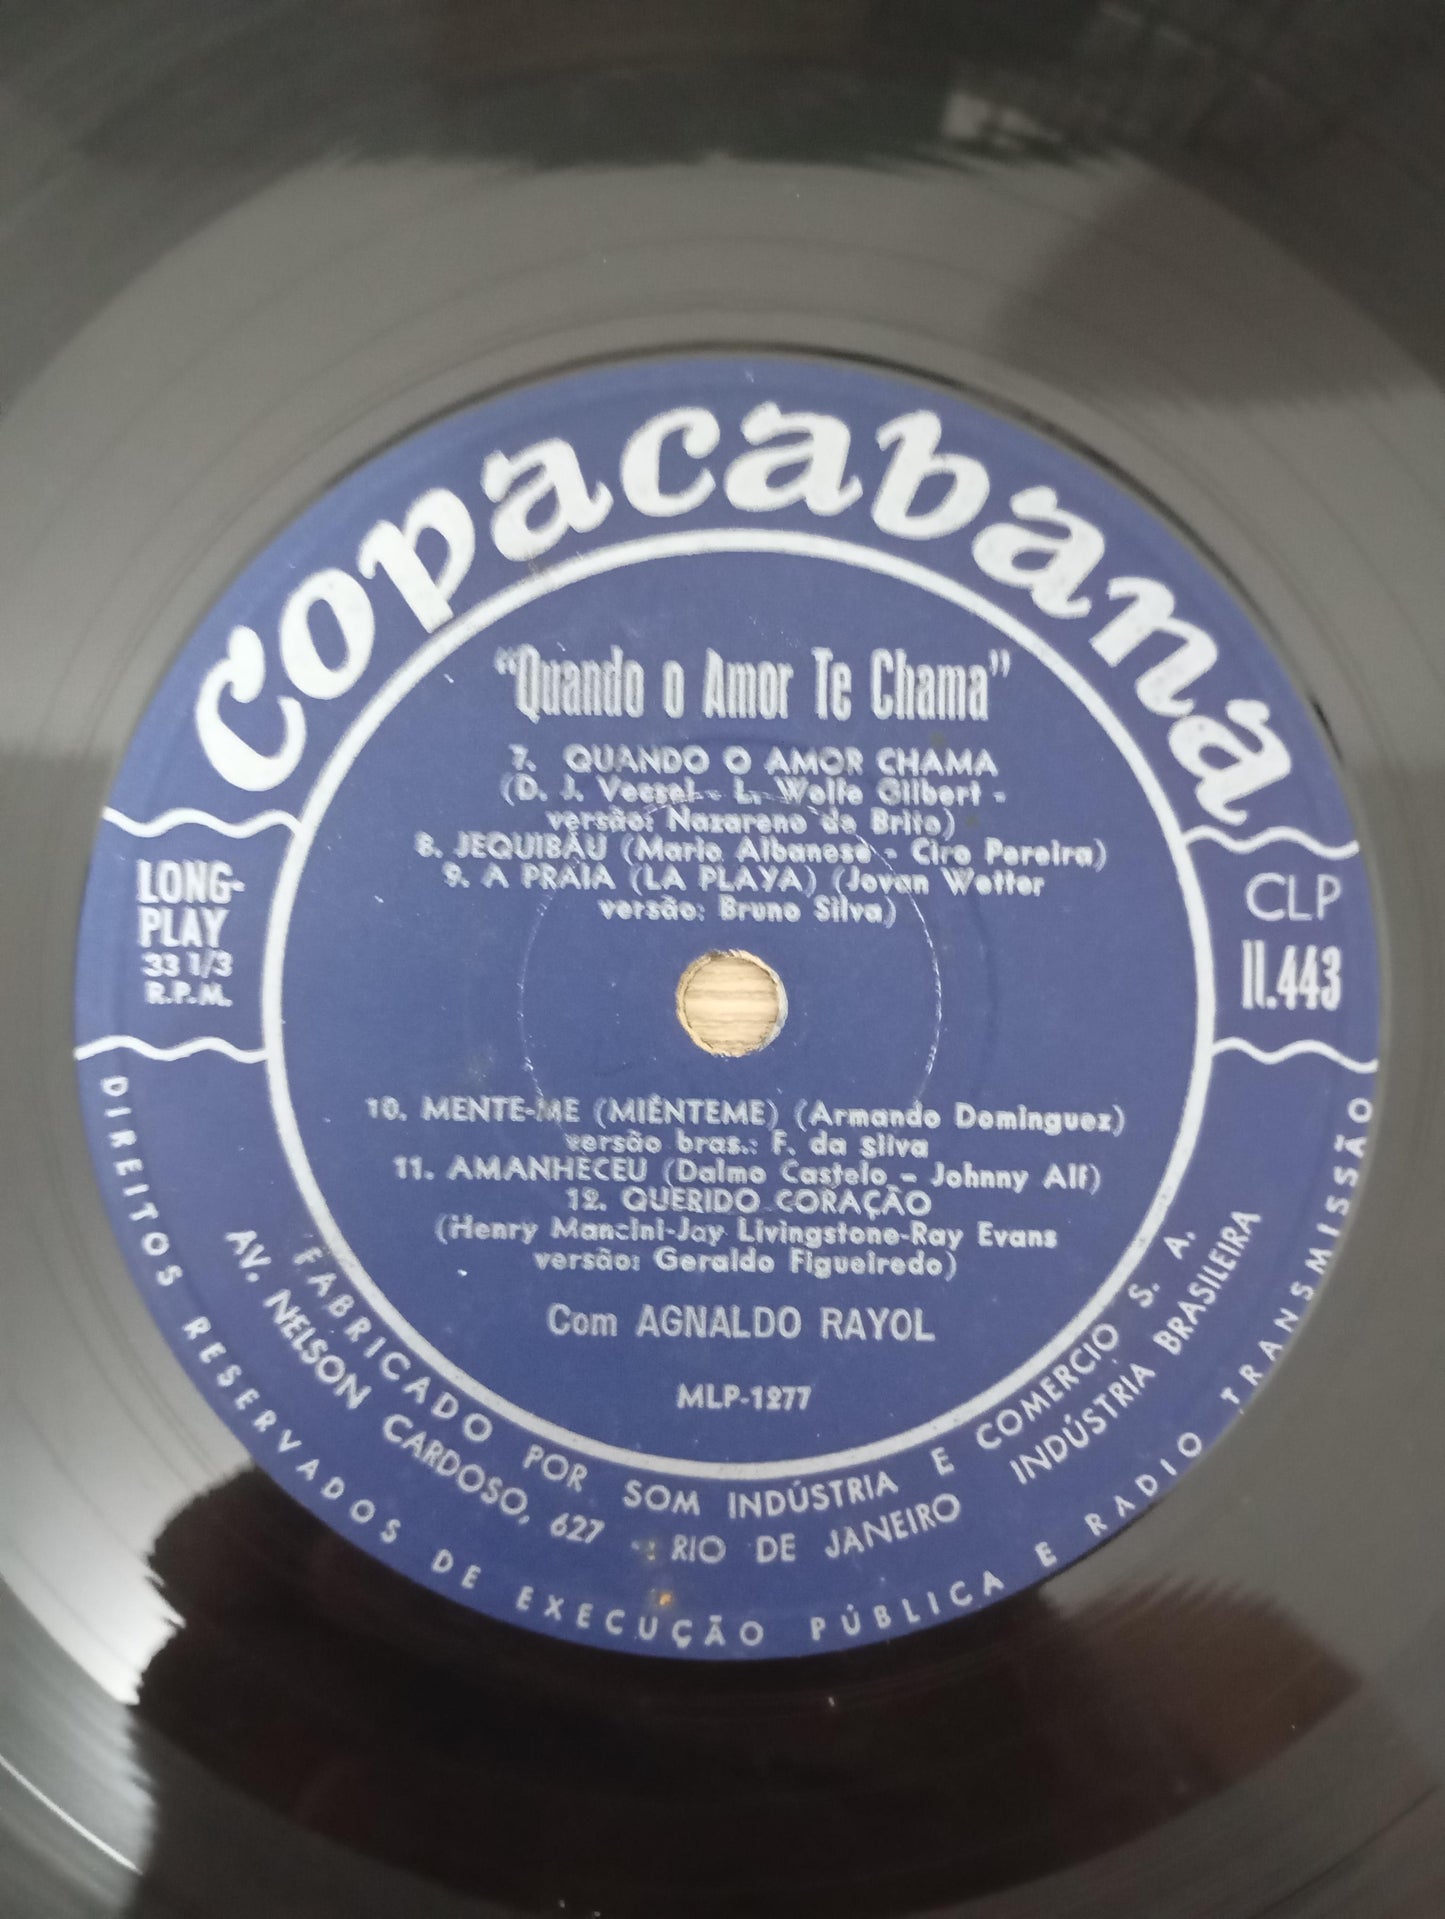 Copacabana
"Quando o Amor Te Chama"
7. QUANDO O AMOR CHAMA
(D. J. Vecsei - L. Wolfe Gilbert -
versão: Nazareno de Brito)
8. JEQUIBÁU (Mario Albanese - Ciro Pereira)
9. A PRAIA (LA PLAYA) (Jovan Wetter
versão: Bruno Silva)
LONG-
PLAY
33 1/3
R.P.M.
CLP
11.443
10. MENTE-ME (MIÉNTEME) (Armando Dominguez)
versão bras.: F. da Silva
11. AMANHECEU (Dalmo Castelo - Johnny Alf)
12. QUERIDO CORAÇÃO
(Henry Mancini-Jay Livingstone-Ray Evans
versão: Geraldo Figueiredo)
Com AGNALDO RAYOL
MLP-1277
FABRICADO POR SOM INDÚSTRIA E COMERCIO S. A.
AV. NELSON CARDOSO, 627 - RIO DE JANEIRO INDÚSTRIA BRASILEIRA
DIREITOS RESERVADOS DE EXECUÇÃO PÚBLICA E RADIO TRANSMISSÃO